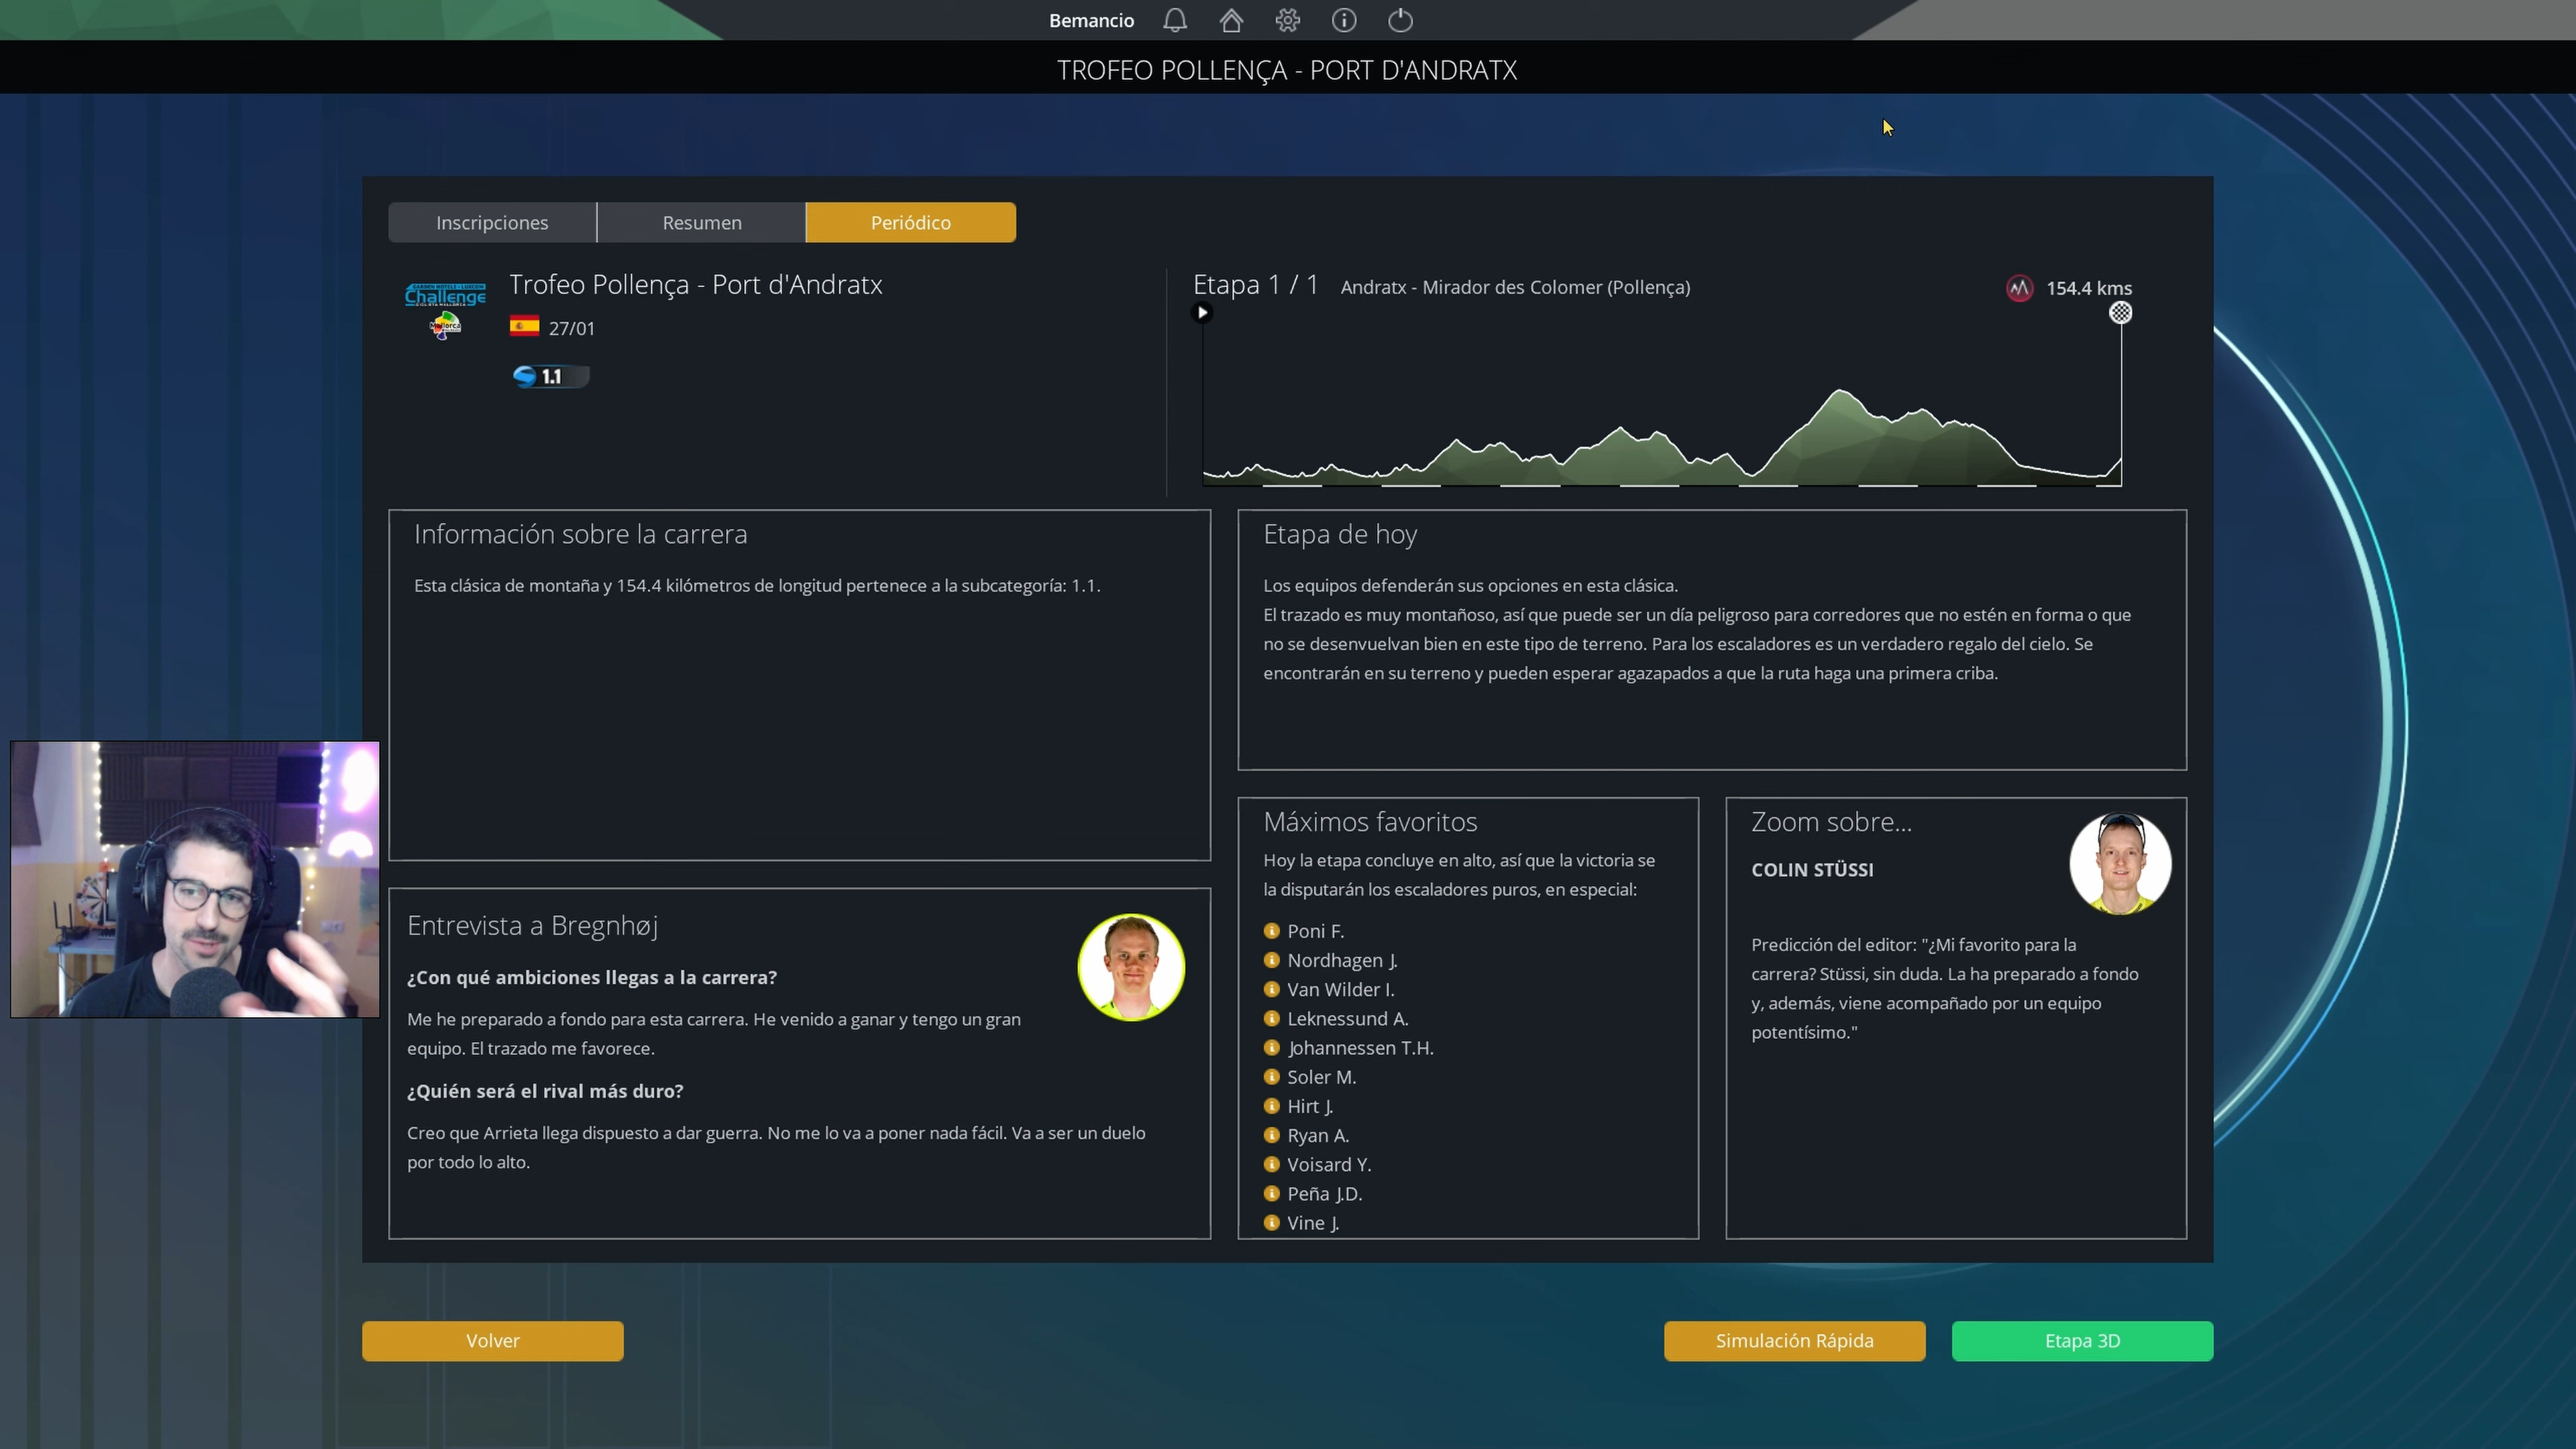 Bemancio
TROFEO POLLENÇA - PORT D'ANDRATX
Inscripciones
Resumen
Periódico
Challenge
Trofeo Pollença - Port d'Andratx
27/01
1.1
Etapa 1 / 1
Andratx - Mirador des Colomer (Pollença)
154.4 kms
Información sobre la carrera
Esta clásica de montaña y 154.4 kilómetros de longitud pertenece a la subcategoría: 1.1.
Etapa de hoy
Los equipos defenderán sus opciones en esta clásica.
El trazado es muy montañoso, así que puede ser un día peligroso para corredores que no estén en forma o que
no se desenvuelvan bien en este tipo de terreno. Para los escaladores es un verdadero regalo del cielo. Se
encontrarán en su terreno y pueden esperar agazapados a que la ruta haga una primera criba.
Entrevista a Bregnhøj
¿Con qué ambiciones llegas a la carrera?
Me he preparado a fondo para esta carrera. He venido a ganar y tengo un gran
equipo. El trazado me favorece.
¿Quién será el rival más duro?
Creo que Arrieta llega dispuesto a dar guerra. No me lo va a poner nada fácil. Va a ser un duelo
por todo lo alto.
Máximos favoritos
Hoy la etapa concluye en alto, así que la victoria se
la disputarán los escaladores puros, en especial:
Poni F.
Nordhagen J.
Van Wilder I.
Leknessund A.
Johannessen T.H.
Soler M.
Hirt J.
Ryan A.
Voisard Y.
Peña J.D.
Vine J.
Zoom sobre...
COLIN STÜSSI
Predicción del editor: "¿Mi favorito para la
carrera? Stüssi, sin duda. La ha preparado a fondo
y, además, viene acompañado por un equipo
potentísimo."
Volver
Simulación Rápida
Etapa 3D